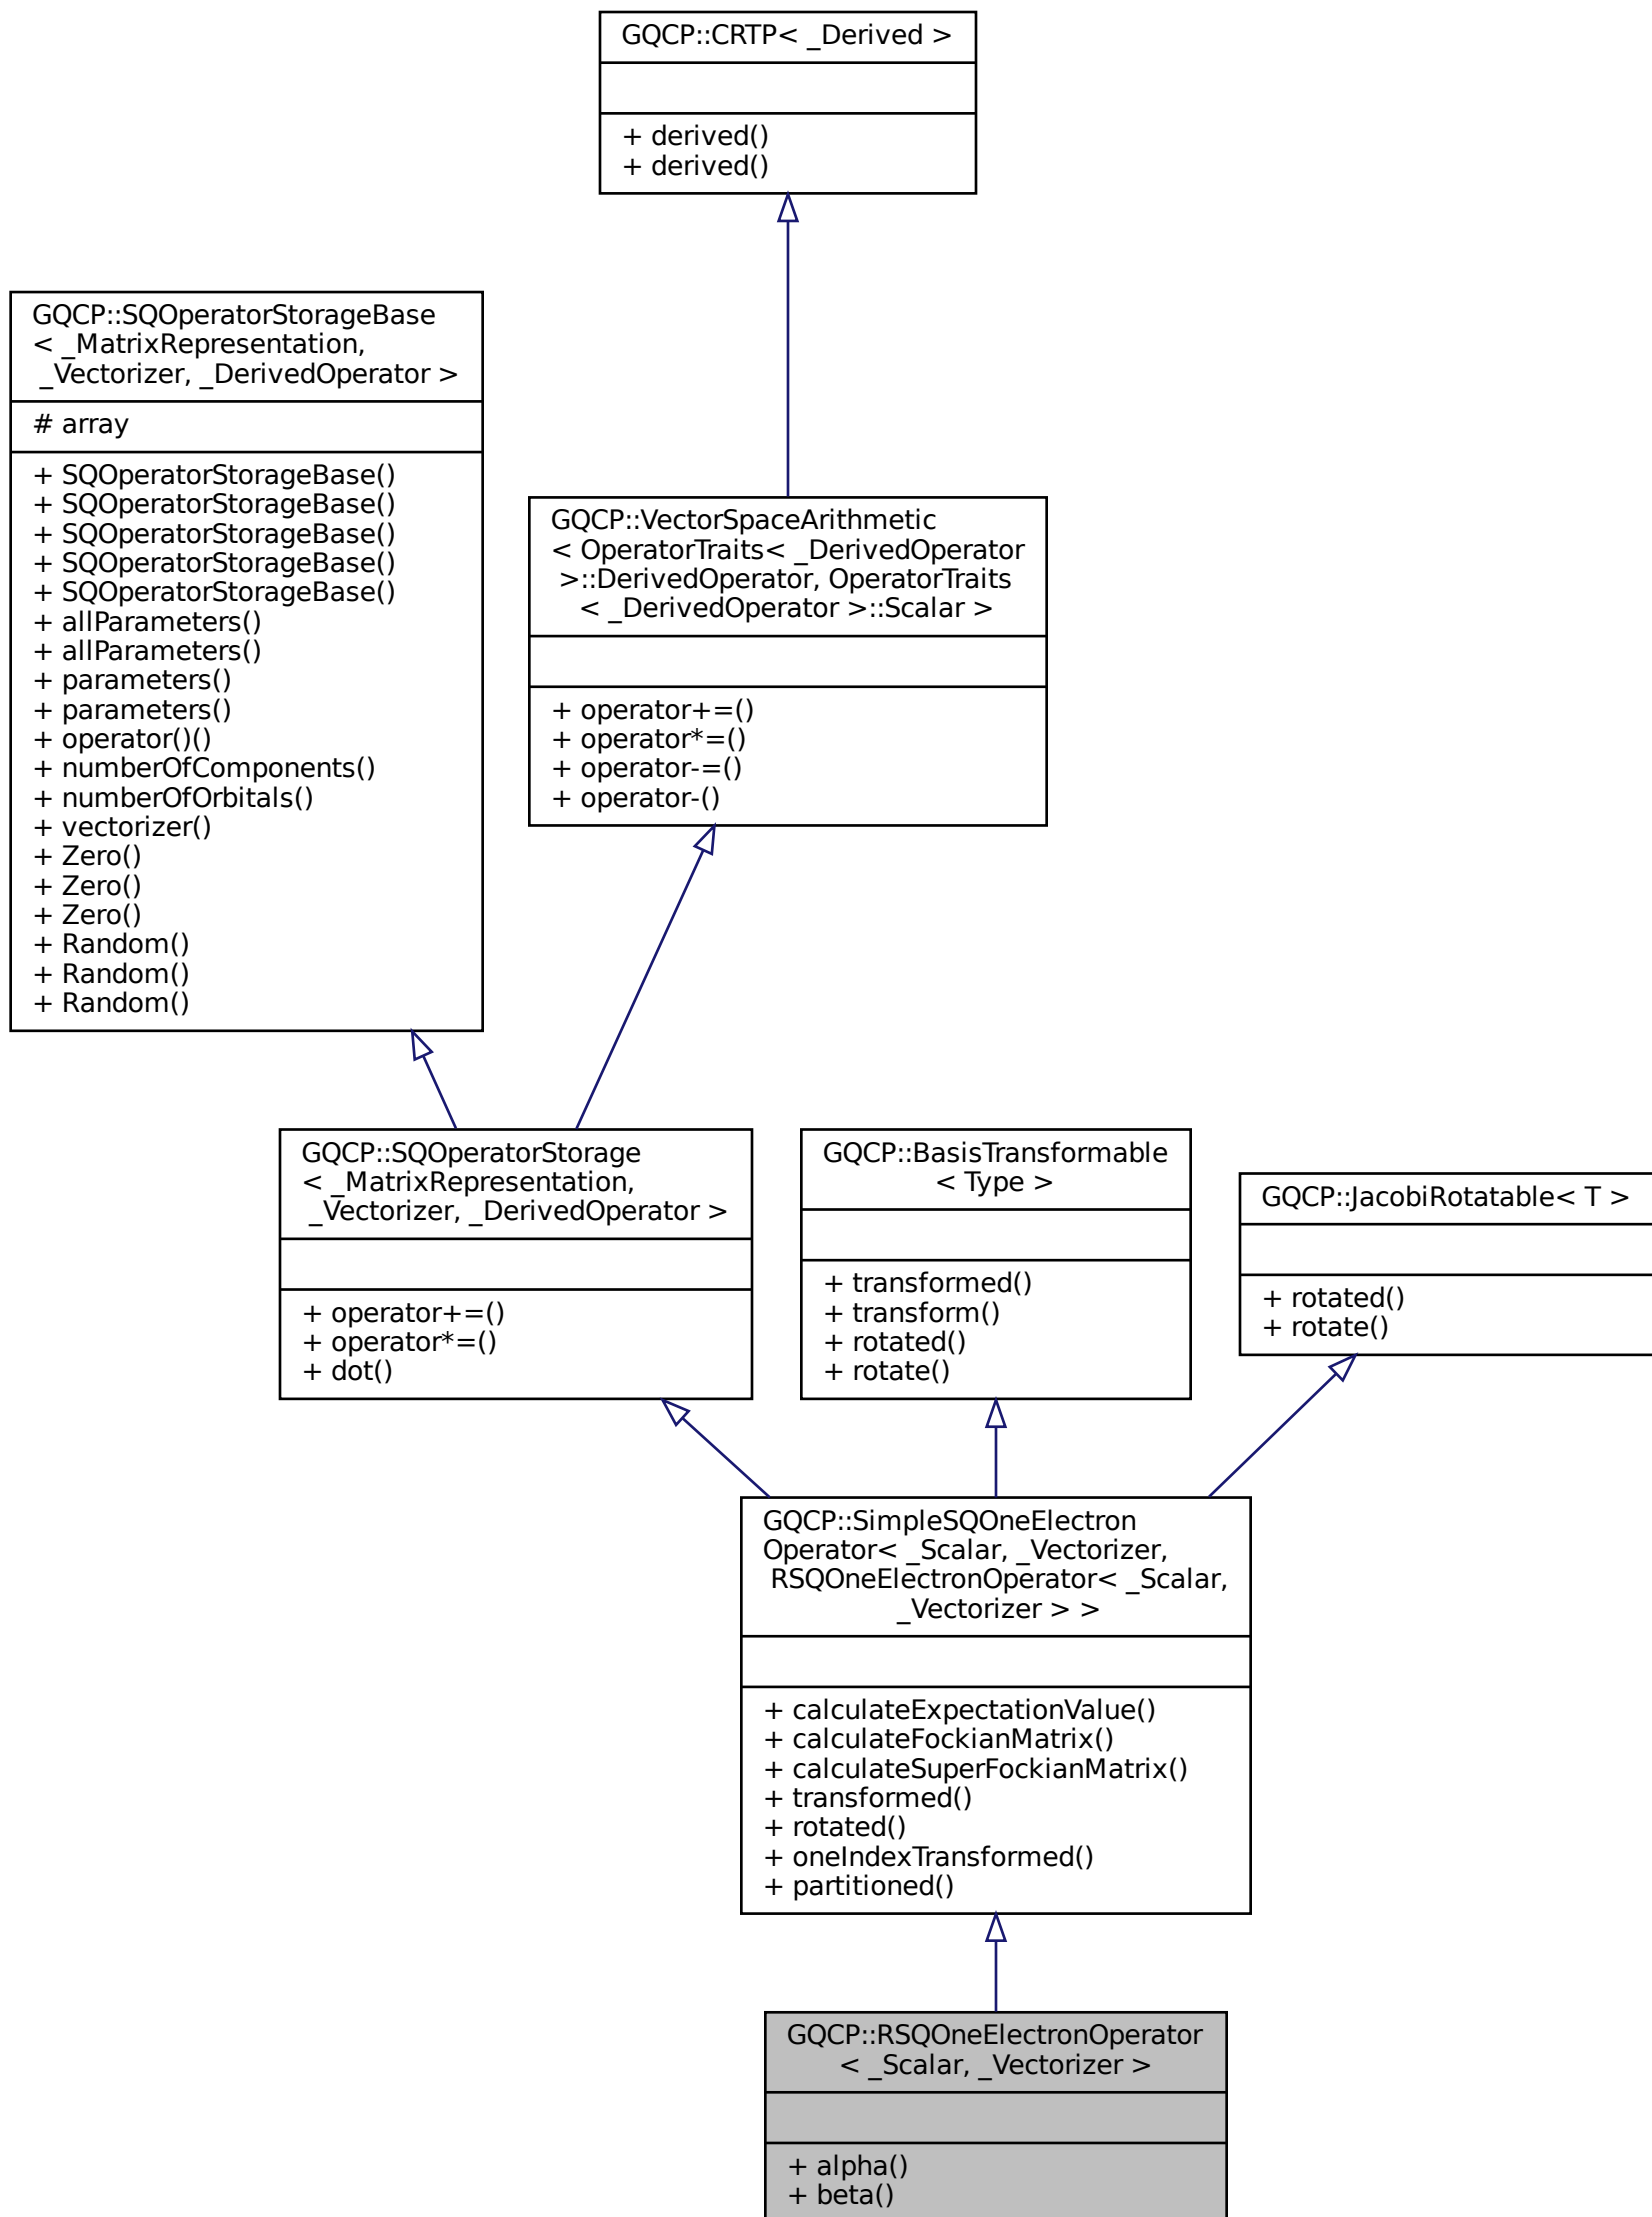 GQCP::CRTP< _Derived >
+ derived()
+ derived()
GQCP::SQOperatorStorageBase
< _MatrixRepresentation,
_Vectorizer, _DerivedOperator >
# array
+ SQOperatorStorageBase()
+ SQOperatorStorageBase()
+ SQOperatorStorageBase()
+ SQOperatorStorageBase()
+ SQOperatorStorageBase()
+ allParameters()
+ allParameters()
+ parameters()
+ parameters()
+ operator()()
+ numberOfComponents()
+ numberOfOrbitals()
+ vectorizer()
+ Zero()
+ Zero()
+ Zero()
+ Random()
+ Random()
+ Random()
GQCP::VectorSpaceArithmetic
< OperatorTraits< _DerivedOperator
>::DerivedOperator, OperatorTraits
< _DerivedOperator >::Scalar >
+ operator+=()
+ operator*=()
+ operator-=()
+ operator-()
GQCP::SQOperatorStorage
< _MatrixRepresentation,
_Vectorizer, _DerivedOperator >
+ operator+=()
+ operator*=()
+ dot()
GQCP::BasisTransformable
< Type >
+ transformed()
+ transform()
+ rotated()
+ rotate()
GQCP::JacobiRotatable< T >
+ rotated()
+ rotate()
GQCP::SimpleSQOneElectron
Operator< _Scalar, _Vectorizer,
RSQOneElectronOperator< _Scalar,
_Vectorizer > >
+ calculateExpectationValue()
+ calculateFockianMatrix()
+ calculateSuperFockianMatrix()
+ transformed()
+ rotated()
+ oneIndexTransformed()
+ partitioned()
GQCP::RSQOneElectronOperator
< _Scalar, _Vectorizer >
+ alpha()
+ beta()